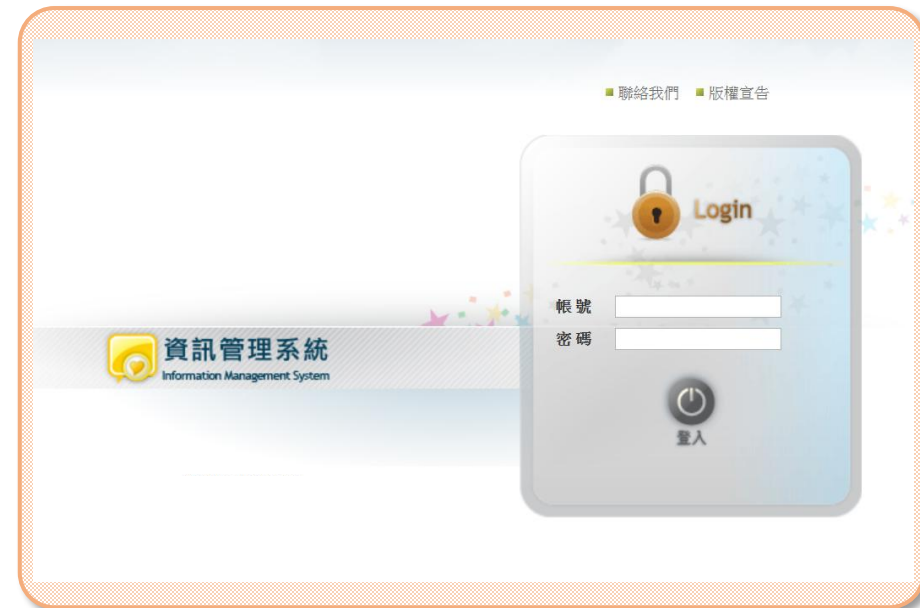 聯絡我們 版權宣告
Login
帳號
密碼
資訊管理系統
Information Management System
登入